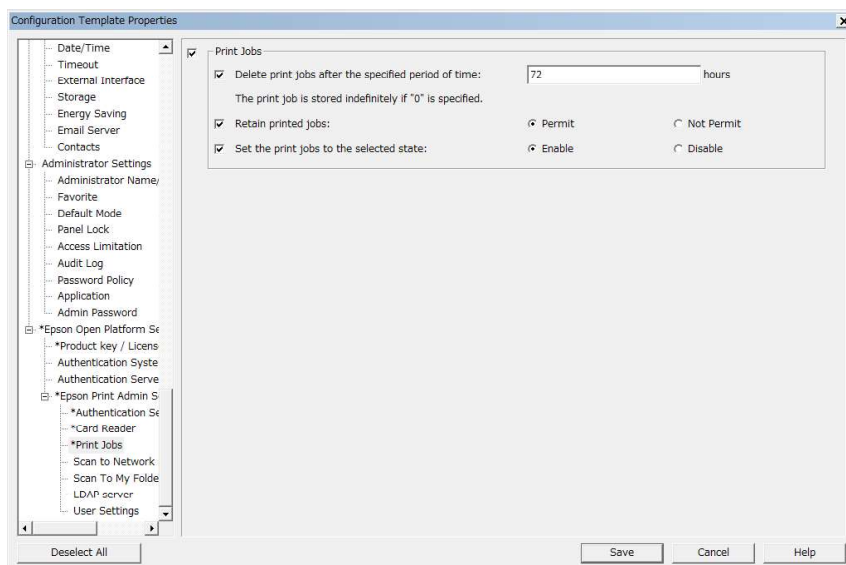 Configuration Template Properties
Date/Time
Timeout
External Interface
Storage
Energy Saving
Email Server
Contacts
Administrator Settings
Administrator Name/
Favorite
Default Mode
Panel Lock
Access Limitation
Audit Log
Password Policy
Application
Admin Password
*Epson Open Platform Se
*Product key / Licens
Authentication Syste
Authentication Serve
*Epson Print Admin S
*Authentication Se
*Card Reader
*Print Jobs
Scan to Network
Scan To My Folde
LDAP server
User Settings
Print Jobs
Delete print jobs after the specified period of time: 72 hours
The print job is stored indefinitely if "0" is specified.
Retain printed jobs: Permit Not Permit
Set the print jobs to the selected state: Enable Disable
Deselect All Save Cancel Help